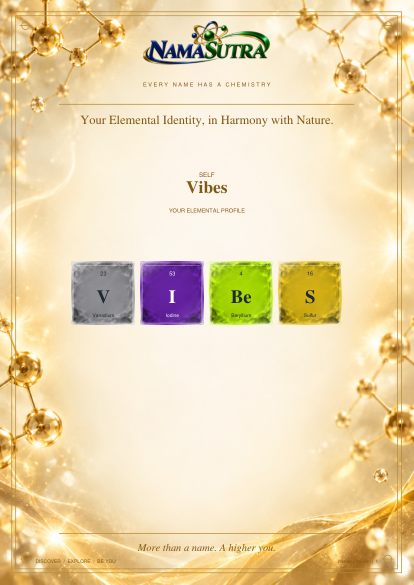 NAMASUTRA
EVERY NAME HAS A CHEMISTRY
Your Elemental Identity, in Harmony with Nature.
SELF
Vibes
YOUR ELEMENTAL PROFILE
23 53 4 16
V I Be S
Vanadium Iodine Beryllium Sulfur
More than a name. A higher you.
DISCOVER / EXPLORE / BE YOU